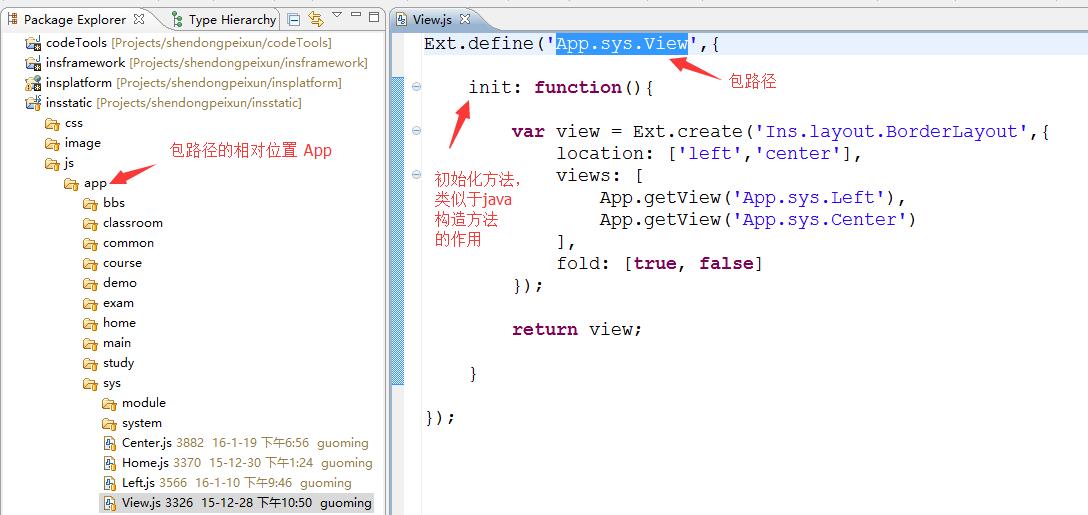 Package Explorer
Type Hierarchy
codeTools [Projects/shendongpeixun/codeTools]
insframework [Projects/shendongpeixun/insframework]
insplatform [Projects/shendongpeixun/insplatform]
insstatic [Projects/shendongpeixun/insstatic]
css
image
js
包路径的相对位置 App
app
bbs
classroom
common
course
demo
exam
home
main
study
sys
module
system
Center.js 3882 16-1-19 下午6:56 guoming
Home.js 3370 15-12-30 下午1:24 guoming
Left.js 3566 16-1-10 下午9:46 guoming
View.js 3326 15-12-28 下午10:50 guoming
View.js
Ext.define('App.sys.View',{
包路径
init: function(){
var view = Ext.create('Ins.layout.BorderLayout',{
location: ['left','center'],
初始化方法，
类似于java
构造方法
的作用
views: [
App.getView('App.sys.Left'),
App.getView('App.sys.Center')
],
fold: [true, false]
});
return view;
}
});